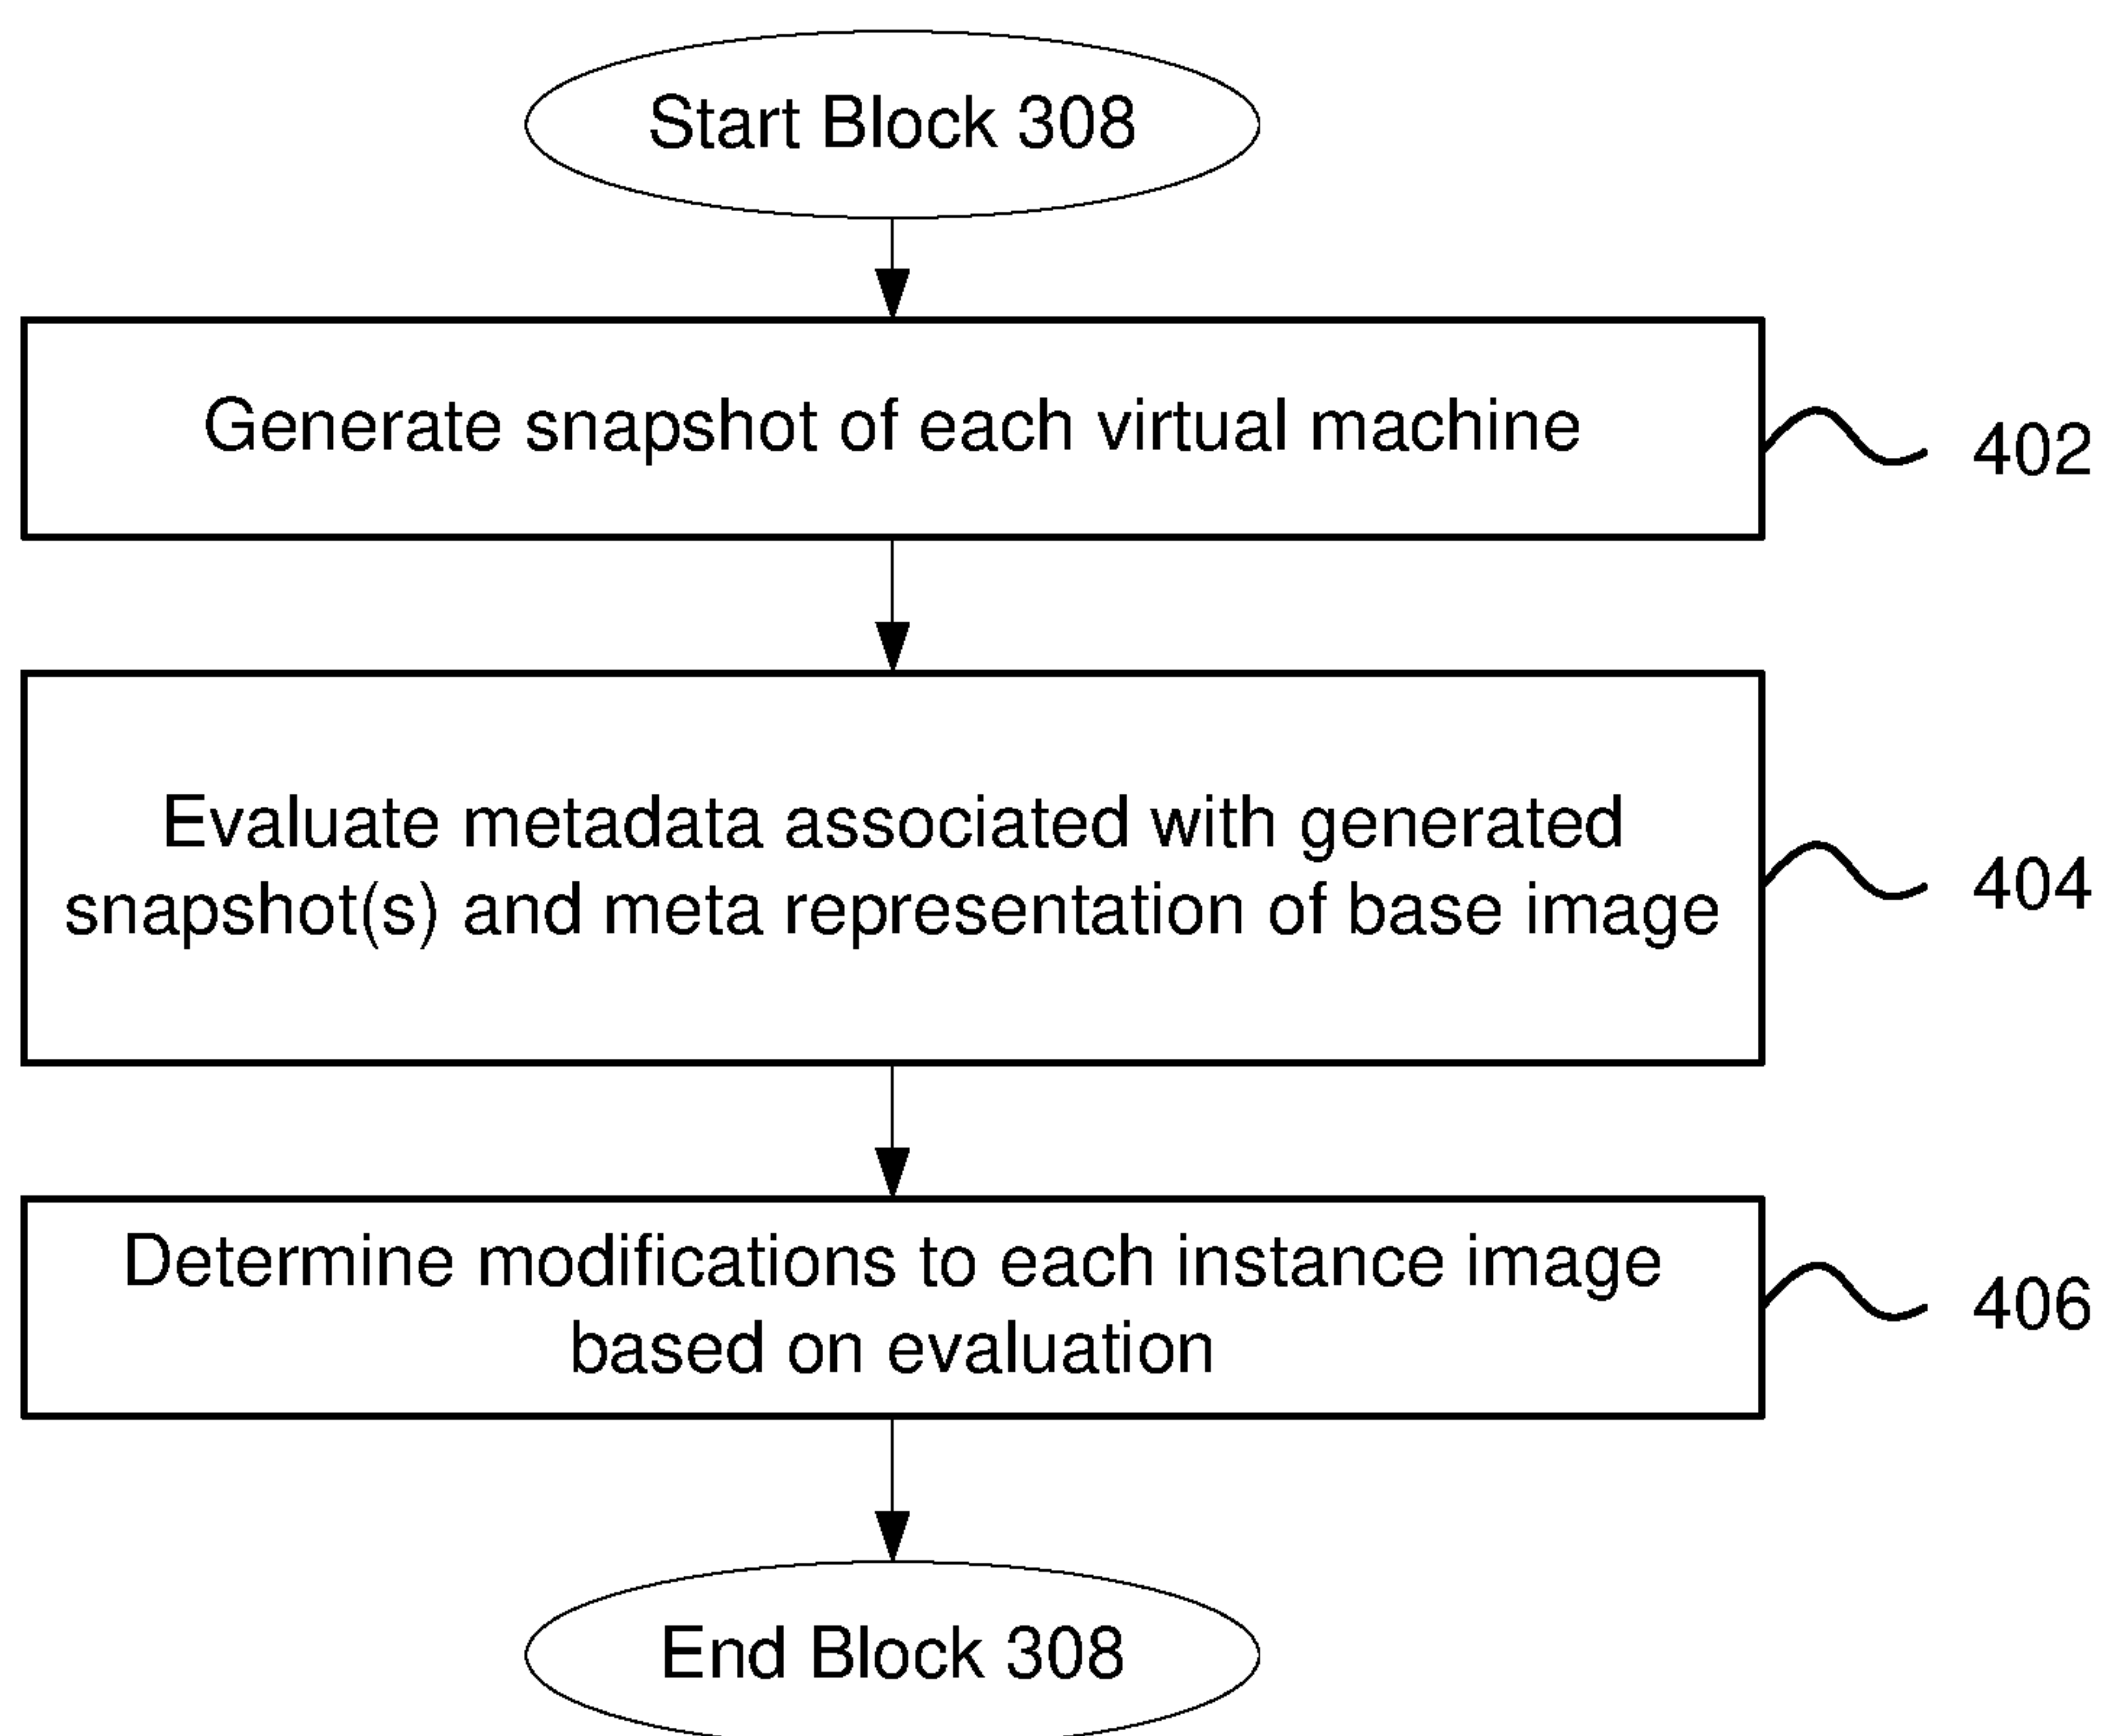 Start Block 308
Generate snapshot of each virtual machine
402
Evaluate metadata associated with generated
snapshot(s) and meta representation of base image
404
Determine modifications to each instance image
based on evaluation
406
End Block 308